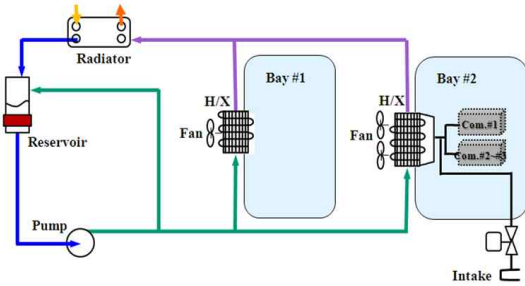 Radiator
Bay #1
Bay #2
H/X
H/X
Fan
Fan
Com.#1
Com.#2~#3
Reservoir
Pump
Intake